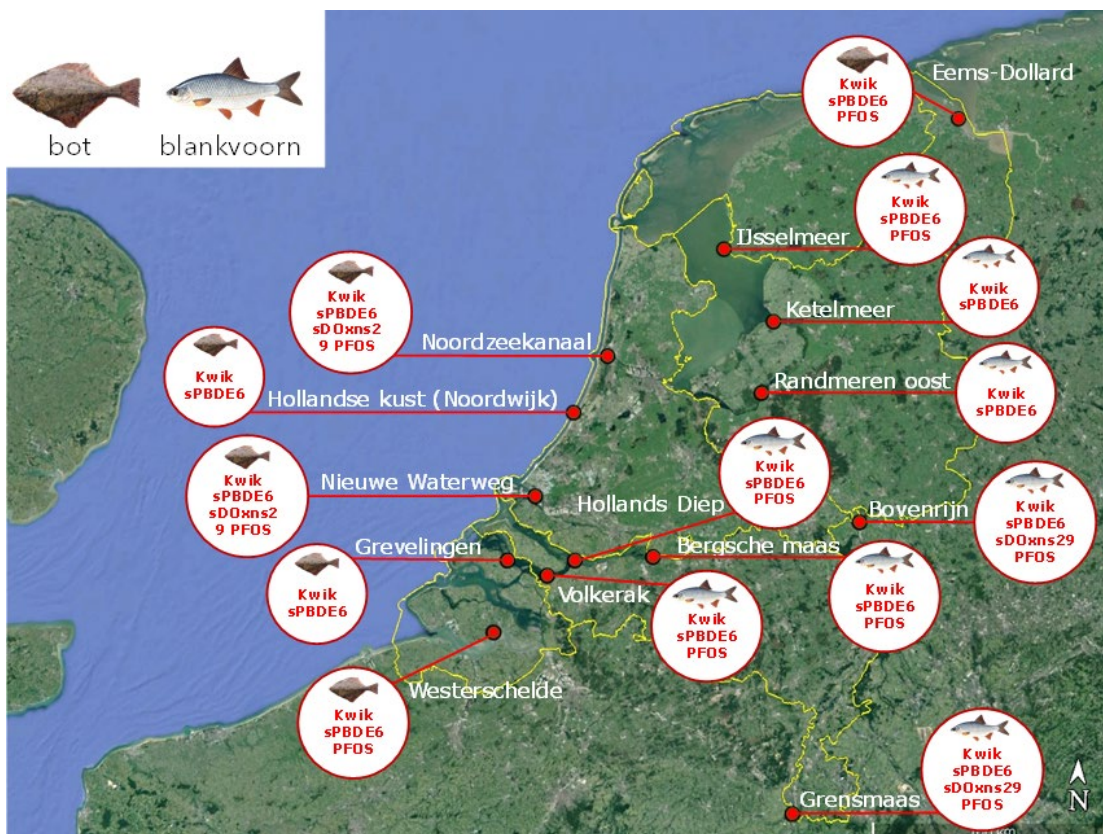 bot
blankvoorn
Kwik
sPBDE6
PFOS
Eems-Dollard
Kwik
sPBDE6
PFOS
IJsselmeer
Kwik
sPBDE6
Ketelmeer
Kwik
sPBDE6
sDOxns2
9 PFOS
Noordzeekanaal
Kwik
sPBDE6
Hollandse kust (Noordwijk)
Kwik
sPBDE6
Randmeren oost
Kwik
sPBDE6
sDOxns2
9 PFOS
Nieuwe Waterweg
Kwik
sPBDE6
PFOS
Hollands Diep
Kwik
sPBDE6
sDOxns29
PFOS
Bovenrijn
Kwik
sPBDE6
Grevelingen
Kwik
sPBDE6
PFOS
Bergsche maas
Kwik
sPBDE6
PFOS
Volkerak
Kwik
sPBDE6
PFOS
Westerschelde
Kwik
sPBDE6
sDOxns29
PFOS
Grensmaas
N